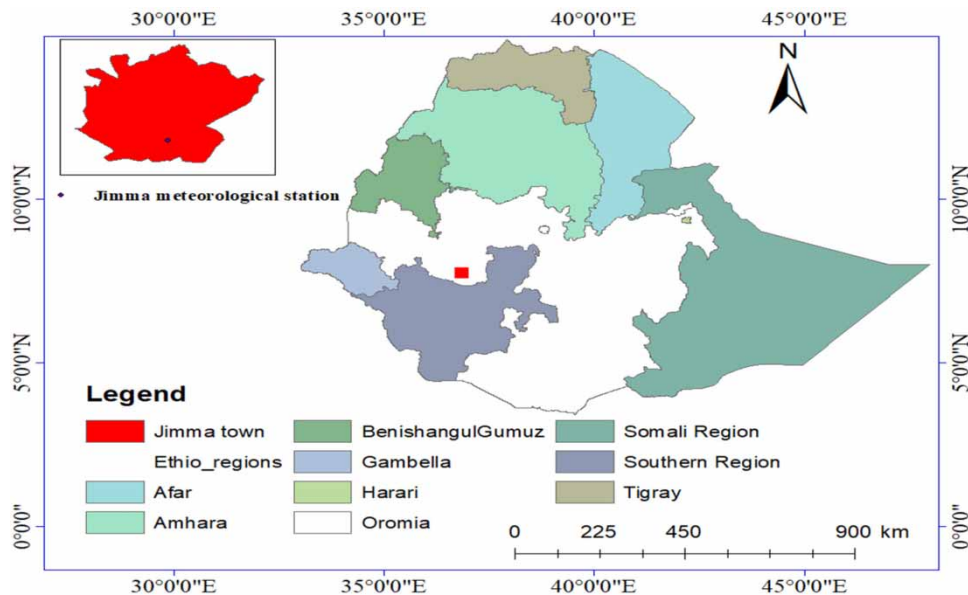 30°0'0"E 35°0'0"E 40°0'0"E 45°0'0"E
N
Jimma meteorological station
10°0'0"N 10°0'0"N
5°0'0"N 5°0'0"N
0°0'0" 0°0'0"
Legend
Jimma town BenishangulGumuz Somali Region
Ethio_regions Gambella Southern Region
Afar Harari Tigray
Amhara Oromia
0 225 450 900 km
30°0'0"E 35°0'0"E 40°0'0"E 45°0'0"E